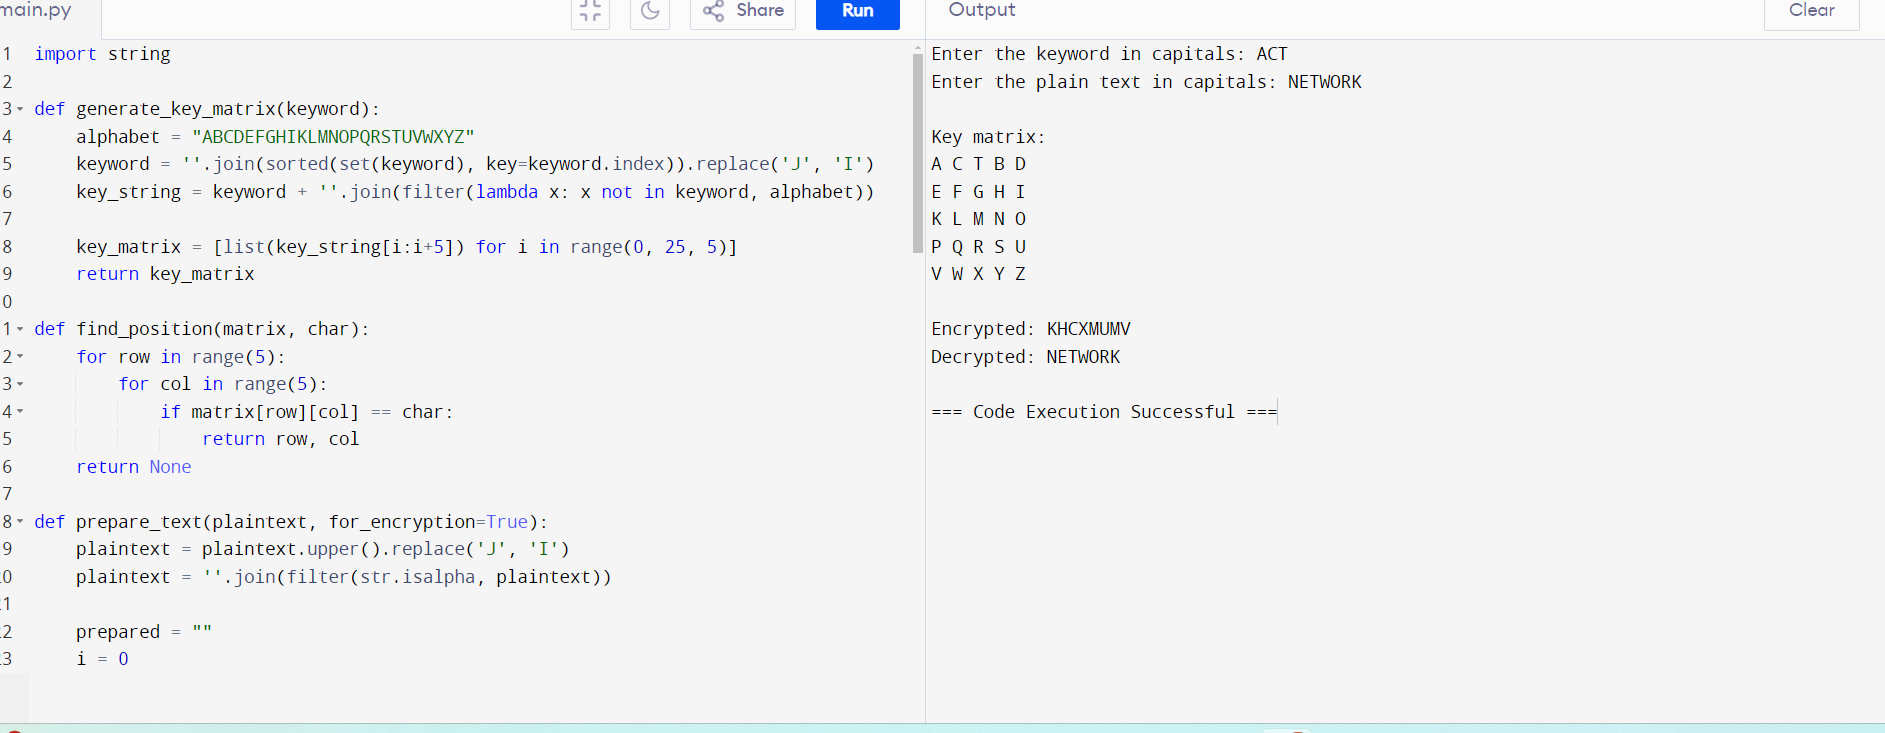 main.py
Share
Run
Output
Clear
1 import string
2
3 def generate_key_matrix(keyword):
4     alphabet = "ABCDEFGHIKLMNOPQRSTUVWXYZ"
5     keyword = ''.join(sorted(set(keyword), key=keyword.index)).replace('J', 'I')
6     key_string = keyword + ''.join(filter(lambda x: x not in keyword, alphabet))
7
8     key_matrix = [list(key_string[i:i+5]) for i in range(0, 25, 5)]
9     return key_matrix
0
1 def find_position(matrix, char):
2     for row in range(5):
3         for col in range(5):
4             if matrix[row][col] == char:
5                 return row, col
6     return None
7
8 def prepare_text(plaintext, for_encryption=True):
9     plaintext = plaintext.upper().replace('J', 'I')
0     plaintext = ''.join(filter(str.isalpha, plaintext))
1
2     prepared = ""
3     i = 0
Enter the keyword in capitals: ACT
Enter the plain text in capitals: NETWORK
Key matrix:
A C T B D
E F G H I
K L M N O
P Q R S U
V W X Y Z
Encrypted: KHCXMUMV
Decrypted: NETWORK
=== Code Execution Successful ===